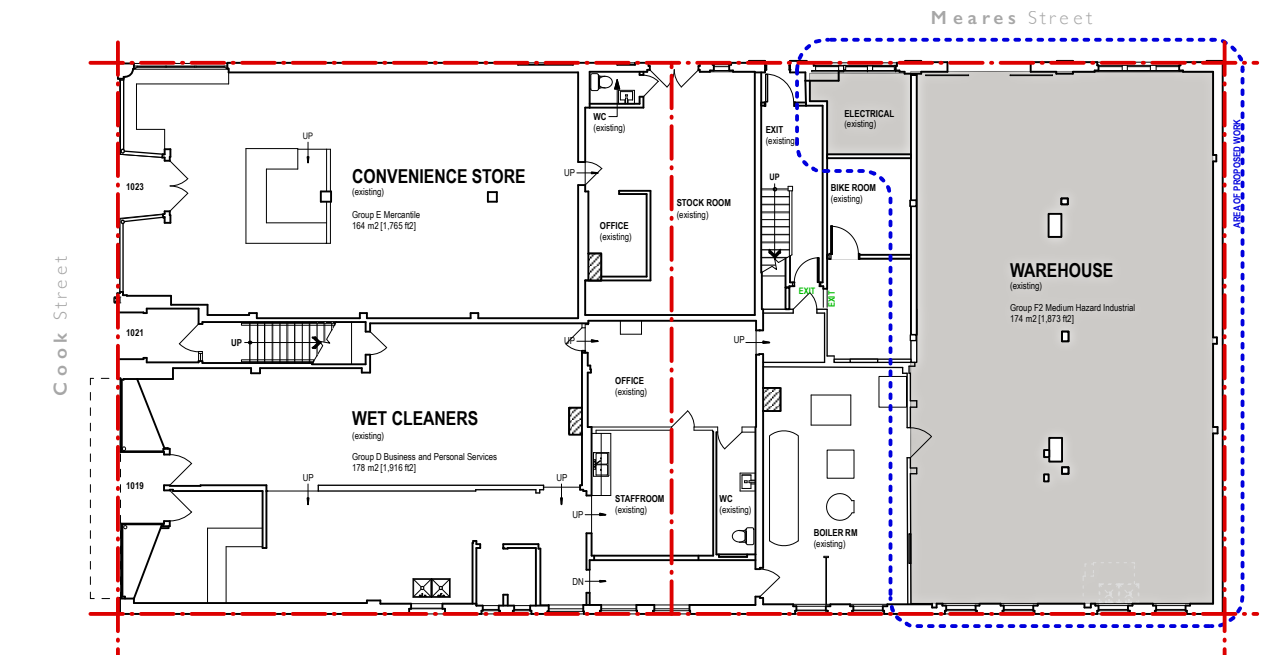 Meares Street
UP
WC
(existing)
ELECTRICAL
(existing)
EXIT
(existing)
AREA OF PROPOSED WORK
CONVENIENCE STORE
(existing)
Group E Mercantile
164 m2 [1,765 ft2]
1023
UP
UP
BIKE ROOM
(existing)
STOCK ROOM
(existing)
OFFICE
(existing)
Cook Street
WAREHOUSE
(existing)
Group F2 Medium Hazard Industrial
174 m2 [1,873 ft2]
EXIT
EXIT
1021
UP
UP
UP
OFFICE
(existing)
WET CLEANERS
(existing)
Group D Business and Personal Services
178 m2 [1,916 ft2]
UP
UP
1019
STAFFROOM
(existing)
WC
(existing)
UP
BOILER RM
(existing)
DN